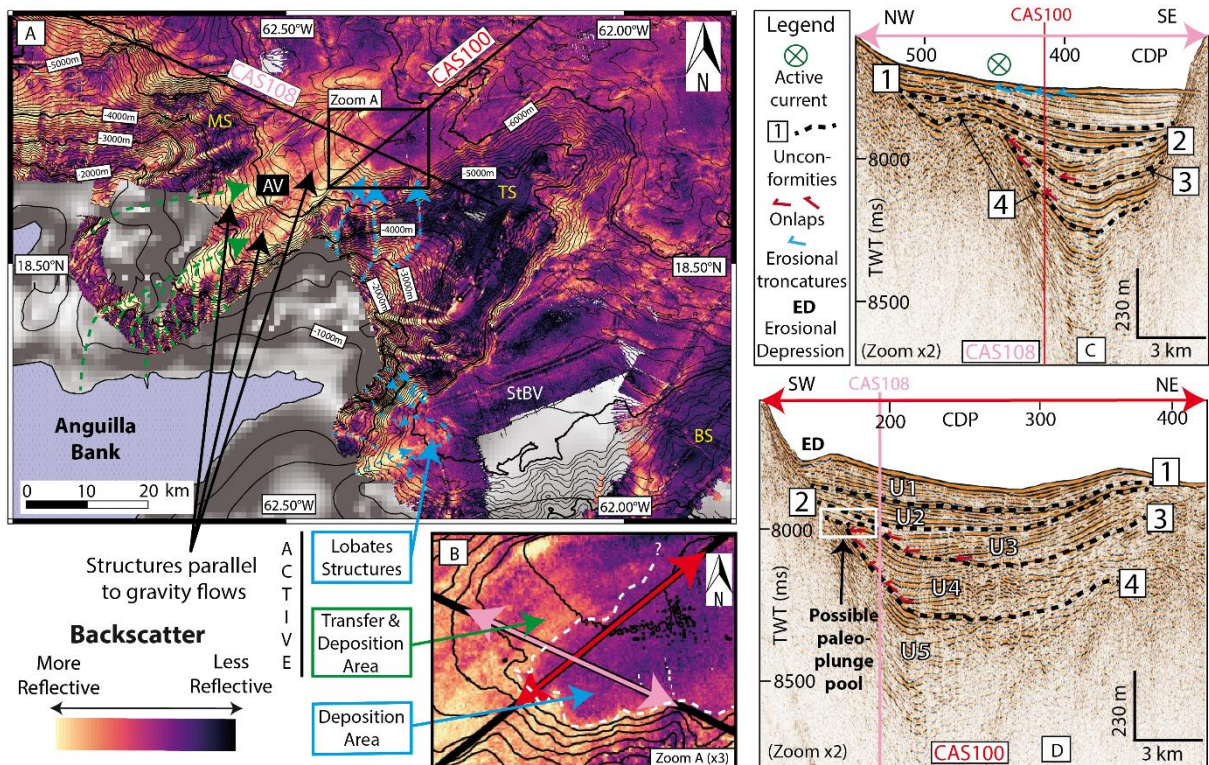 A
62.50°W
62.00°W
N
-5000m
CAS108
CAS100
Zoom A
-4000m
-3000m
MS
-2000m
-6000m
-5000m
TS
AV
-4000m
18.50°N
18.50°N
-3000m
-2000m
-1000m
StBV
BS
Anguilla
Bank
0 10 20 km
62.50°W
62.00°W
Structures parallel
to gravity flows
Backscatter
More
Reflective
Less
Reflective
ACTIVE
Lobates
Structures
Transfer &
Deposition
Area
Deposition
Area
B
?
N
Zoom A (x3)
Legend
Active
current
1
Uncon-
formities
Onlaps
Erosional
troncatures
ED
Erosional
Depression
NW
CAS100
SE
500
400
CDP
1
2
3
4
8000
8500
TWT (ms)
230 m
3 km
(Zoom x2)
CAS108
C
SW
CAS108
NE
200
CDP
300
400
ED
1
2
3
4
U1
U2
U3
U4
U5
8000
8500
TWT (ms)
Possible
paleo-
plunge
pool
230 m
3 km
(Zoom x2)
CAS100
D